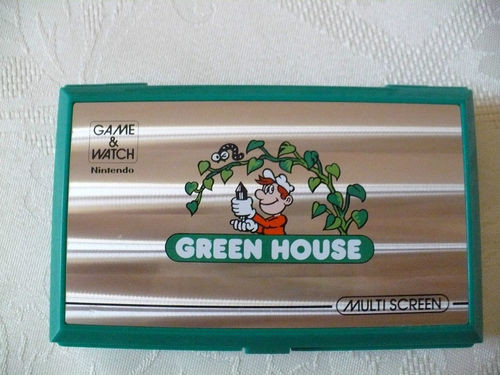 GAME
&
WATCH
Nintendo
GREEN HOUSE
MULTI SCREEN